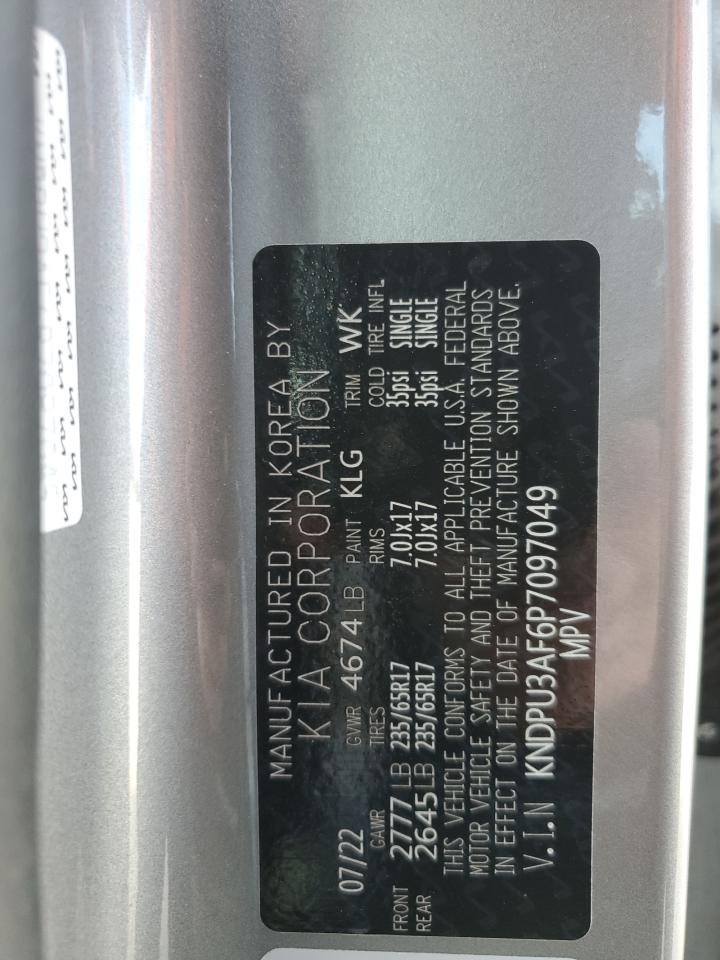 MANUFACTURED IN KOREA BY
KIA CORPORATION
07/22 GVWR 4674 LB PAINT KLG TRIM WK
GAWR TIRES RIMS COLD TIRE INFL
FRONT 2777 LB 235/65R17 7.0Jx17 35psi SINGLE
REAR 2645 LB 235/65R17 7.0Jx17 35psi SINGLE
THIS VEHICLE CONFORMS TO ALL APPLICABLE U.S.A. FEDERAL
MOTOR VEHICLE SAFETY AND THEFT PREVENTION STANDARDS
IN EFFECT ON THE DATE OF MANUFACTURE SHOWN ABOVE.
V.I.N KNDPU3AF6P7097049
MPV